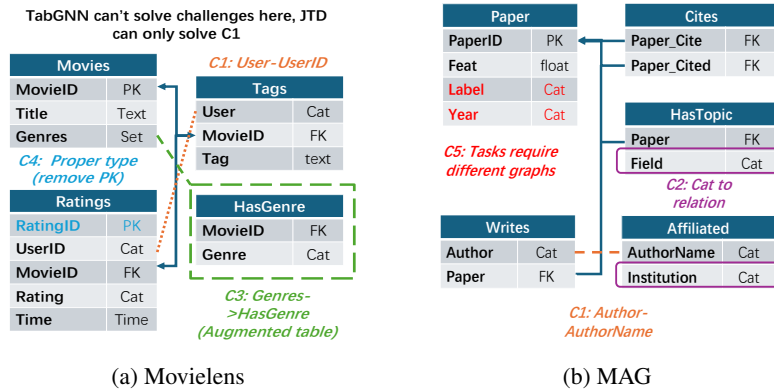 TabGNN can't solve challenges here, JTD
can only solve C1
C1: User-UserID
Movies
MovieID PK
Title Text
Genres Set
C4: Proper type
(remove PK)
Ratings
RatingID PK
UserID Cat
MovieID FK
Rating Cat
Time Time
Tags
User Cat
MovieID FK
Tag text
HasGenre
MovieID FK
Genre Cat
C3: Genres-
>HasGenre
(Augmented table)
(a) Movielens
Paper
PaperID PK
Feat float
Label Cat
Year Cat
C5: Tasks require
different graphs
Cites
Paper_Cite FK
Paper_Cited FK
HasTopic
Paper FK
Field Cat
C2: Cat to
relation
Writes
Author Cat
Paper FK
Affiliated
AuthorName Cat
Institution Cat
C1: Author-
AuthorName
(b) MAG